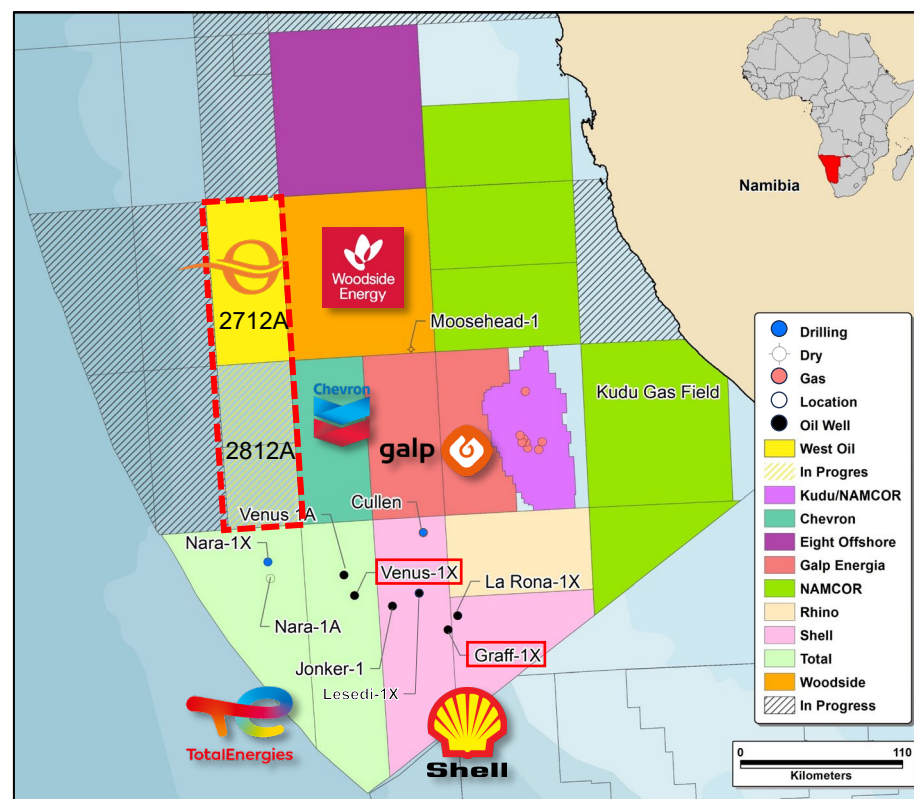 Namibia
Woodside
Energy
2712A
Moosehead-1
Chevron
Kudu Gas Field
galp
2812A
Cullen
Venus 1A
Nara-1X
Venus-1X
La Rona-1X
Nara-1A
Graff-1X
Jonker-1
Lesedi-1X
TotalEnergies
Shell
Drilling
Dry
Gas
Location
Oil Well
West Oil
In Progres
Kudu/NAMCOR
Chevron
Eight Offshore
Galp Energia
NAMCOR
Rhino
Shell
Total
Woodside
In Progress
0 110
Kilometers